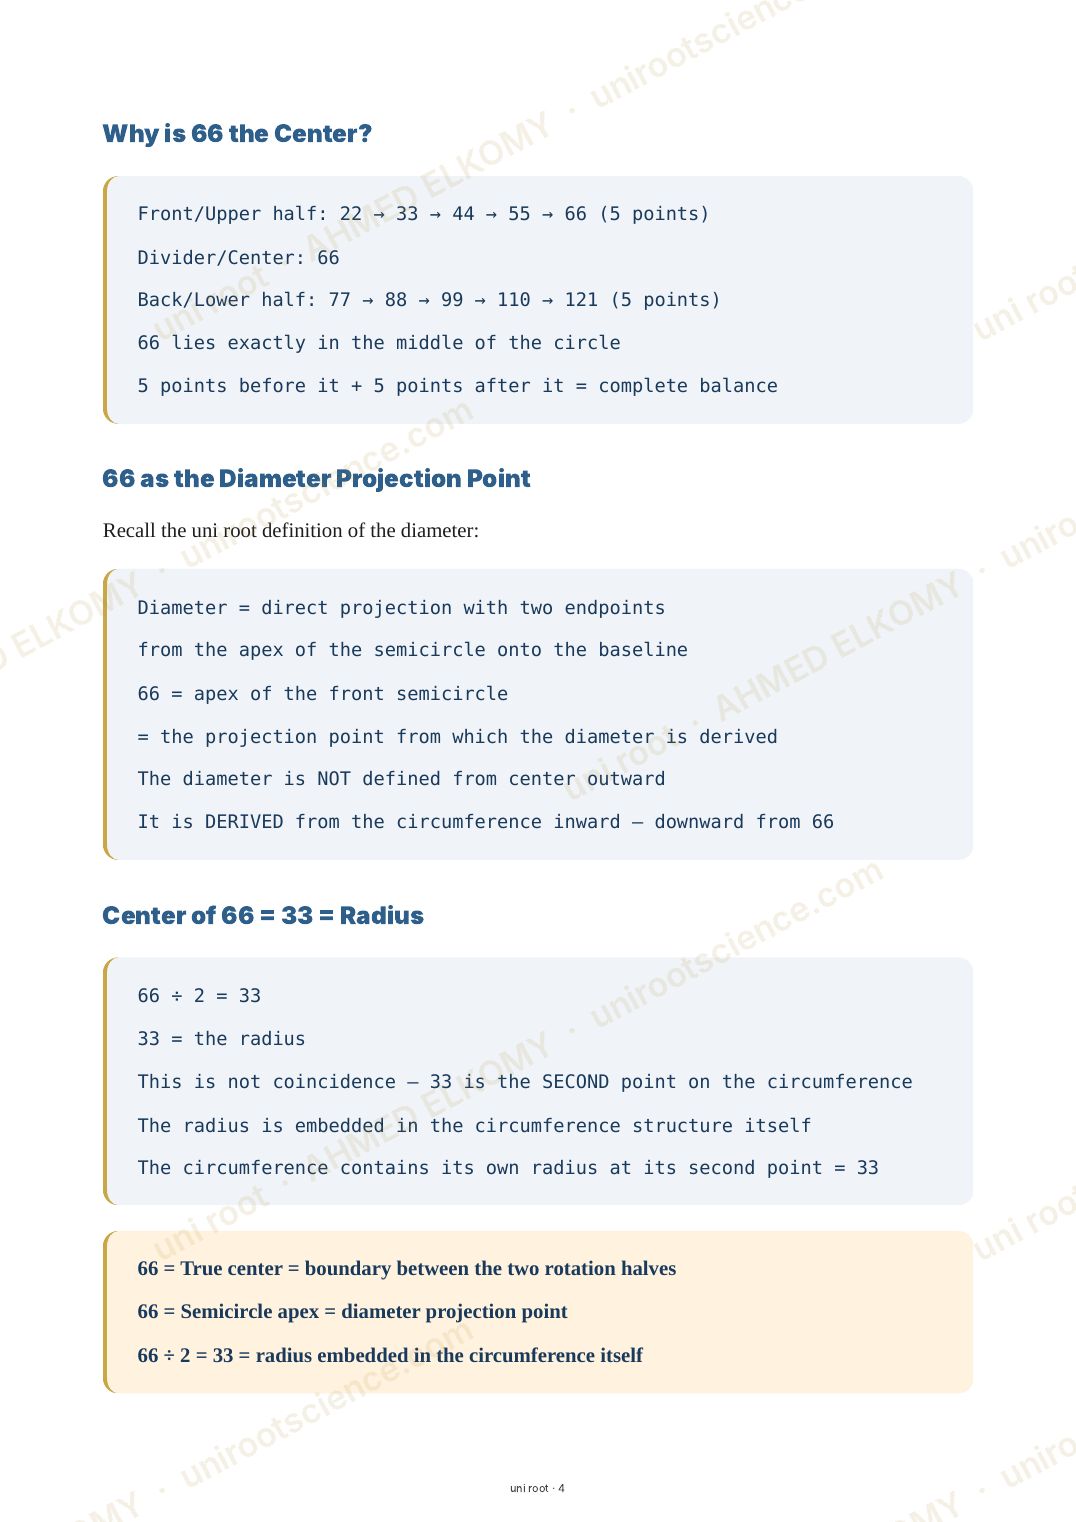 Why is 66 the Center?
Front/Upper half: 22 → 33 → 44 → 55 → 66 (5 points)
Divider/Center: 66
Back/Lower half: 77 → 88 → 99 → 110 → 121 (5 points)
66 lies exactly in the middle of the circle
5 points before it + 5 points after it = complete balance
66 as the Diameter Projection Point
Recall the uni root definition of the diameter:
Diameter = direct projection with two endpoints
from the apex of the semicircle onto the baseline
66 = apex of the front semicircle
= the projection point from which the diameter is derived
The diameter is NOT defined from center outward
It is DERIVED from the circumference inward — downward from 66
Center of 66 = 33 = Radius
66 ÷ 2 = 33
33 = the radius
This is not coincidence — 33 is the SECOND point on the circumference
The radius is embedded in the circumference structure itself
The circumference contains its own radius at its second point = 33
66 = True center = boundary between the two rotation halves
66 = Semicircle apex = diameter projection point
66 ÷ 2 = 33 = radius embedded in the circumference itself
uni root · 4
uni root · AHMED ELKOMY · unirootscience.com